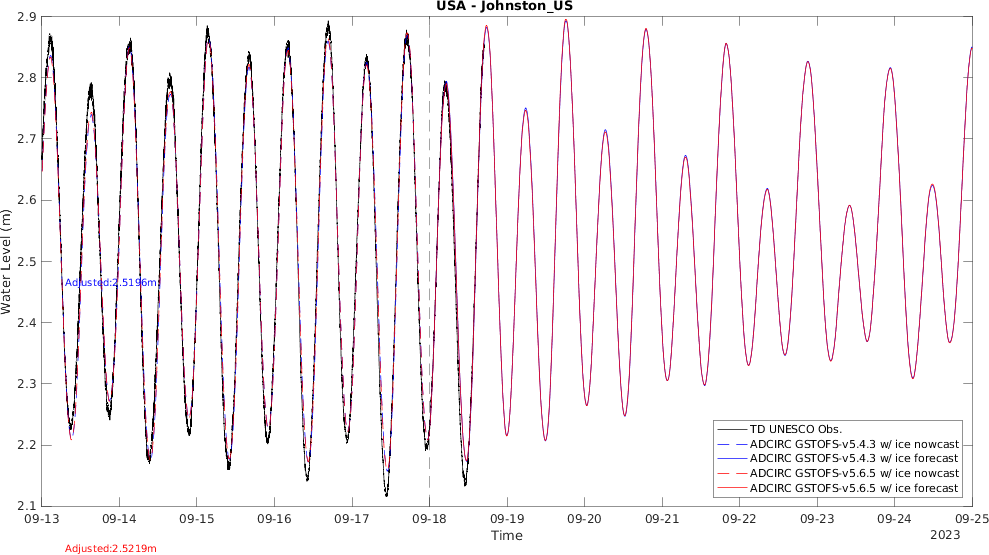 USA - Johnston_US
2.9
2.8
2.7
2.6
2.5
2.4
2.3
2.2
2.1
Water Level (m)
Adjusted:2.5196m
TD UNESCO Obs.
ADCIRC GSTOFS-v5.4.3 w/ ice nowcast
ADCIRC GSTOFS-v5.4.3 w/ ice forecast
ADCIRC GSTOFS-v5.6.5 w/ ice nowcast
ADCIRC GSTOFS-v5.6.5 w/ ice forecast
09-13 09-14 09-15 09-16 09-17 09-18 09-19 09-20 09-21 09-22 09-23 09-24 09-25
Time
2023
Adjusted:2.5219m